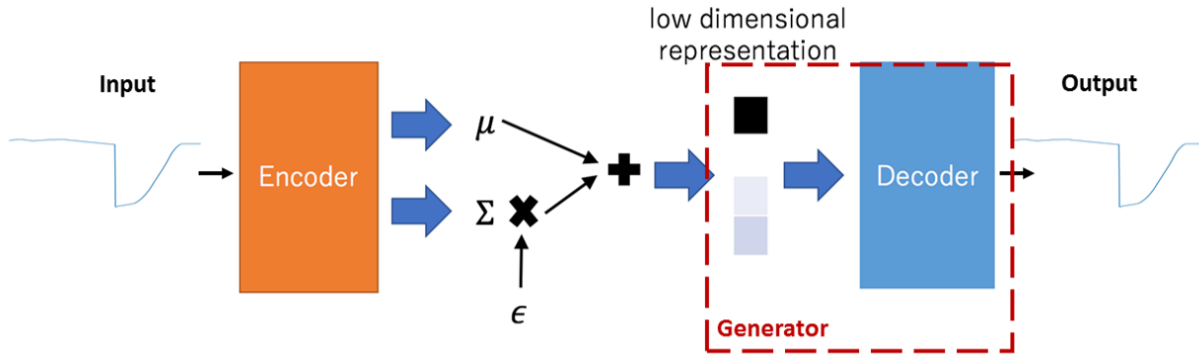 low dimensional
representation
Input
Output
Encoder
μ
Σ
ϵ
Decoder
Generator